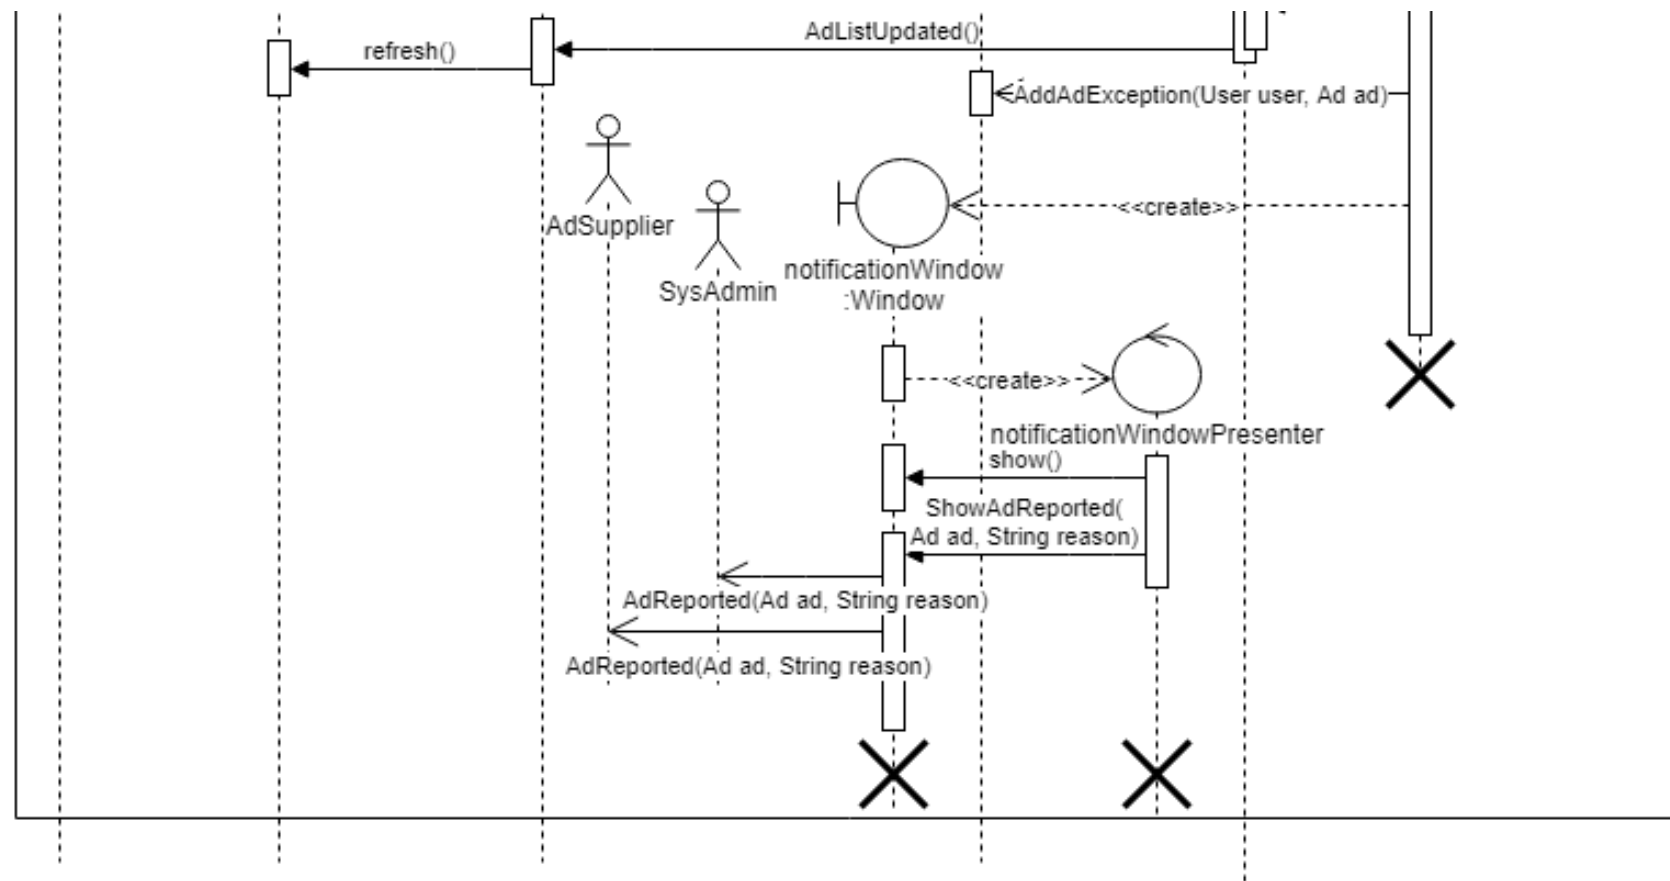 AdListUpdated()
refresh()
AddAdException(User user, Ad ad)
<<create>>
AdSupplier
SysAdmin
notificationWindow
:Window
<<create>>
notificationWindowPresenter
show()
ShowAdReported(
Ad ad, String reason)
AdReported(Ad ad, String reason)
AdReported(Ad ad, String reason)